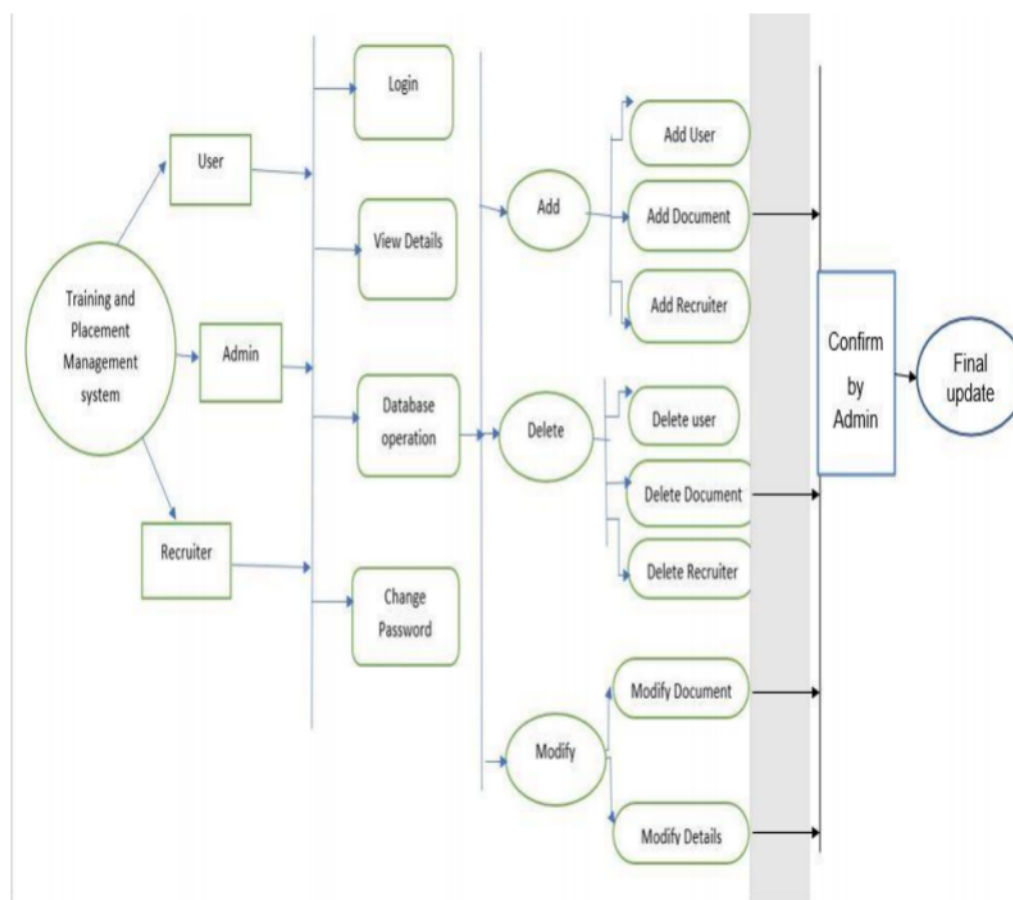 Training and
Placement
Management
system
User
Admin
Recruiter
Login
View Details
Database
operation
Change
Password
Add
Delete
Modify
Add User
Add Document
Add Recruiter
Delete user
Delete Document
Delete Recruiter
Modify Document
Modify Details
Confirm
by
Admin
Final
update